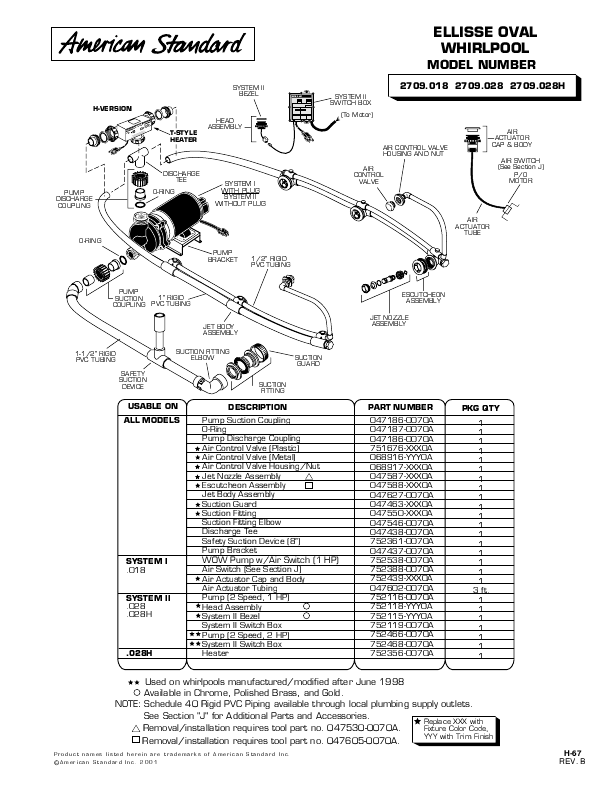 American Standard
ELLISSE OVAL
WHIRLPOOL
MODEL NUMBER
2709.018 2709.028 2709.028H
H-VERSION
T-STYLE
HEATER
SYSTEM II
BEZEL
HEAD
ASSEMBLY
SYSTEM II
SWITCH BOX
(To Motor)
AIR
ACTUATOR
CAP & BODY
AIR SWITCH
(See Section J)
P/O
MOTOR
AIR
ACTUATOR
TUBE
AIR CONTROL VALVE
HOUSING AND NUT
AIR
CONTROL
VALVE
DISCHARGE
TEE
O-RING
PUMP
DISCHARGE
COUPLING
SYSTEM I
WITH PLUG
SYSTEM II
WITHOUT PLUG
O-RING
PUMP
BRACKET
1/2" RIGID
PVC TUBING
PUMP
SUCTION
COUPLING
1" RIGID
PVC TUBING
ESCUTCHEON
ASSEMBLY
JET NOZZLE
ASSEMBLY
JET BODY
ASSEMBLY
1-1/2" RIGID
PVC TUBING
SUCTION FITTING
ELBOW
SUCTION
GUARD
SAFETY
SUCTION
DEVICE
SUCTION
FITTING
USABLE ON DESCRIPTION PART NUMBER PKG QTY
ALL MODELS Pump Suction Coupling 047186-0070A 1
O-Ring 047187-0070A 1
Pump Discharge Coupling 047186-0070A 1
★ Air Control Valve (Plastic) 751676-XXX0A 1
★ Air Control Valve (Metal) 068916-YYY0A 1
★ Air Control Valve Housing/Nut 068917-XXX0A 1
★ Jet Nozzle Assembly △ 047587-XXX0A 1
★ Escutcheon Assembly □ 047588-XXX0A 1
Jet Body Assembly 047627-0070A 1
★ Suction Guard 047463-XXX0A 1
★ Suction Fitting 047550-XXX0A 1
Suction Fitting Elbow 047546-0070A 1
Discharge Tee 047438-0070A 1
Safety Suction Device (8") 752361-0070A 1
Pump Bracket 047437-0070A 1
SYSTEM I WOW Pump w/Air Switch (1 HP) 752538-0070A 1
.018 Air Switch (See Section J) 752388-0070A 1
★ Air Actuator Cap and Body 752439-XXX0A 1
Air Actuator Tubing 047602-0070A 3 ft.
SYSTEM II Pump (2 Speed, 1 HP) 752116-0070A 1
.028 ★ Head Assembly ○ 752118-YYY0A 1
.028H ★ System II Bezel ○ 752115-YYY0A 1
System II Switch Box 752119-0070A 1
★★ Pump (2 Speed, 2 HP) 752466-0070A 1
★★ System II Switch Box 752468-0070A 1
.028H Heater 752356-0070A 1
★★ Used on whirlpools manufactured/modified after June 1998
○ Available in Chrome, Polished Brass, and Gold.
NOTE: Schedule 40 Rigid PVC Piping available through local plumbing supply outlets.
See Section "J" for Additional Parts and Accessories.
△ Removal/installation requires tool part no. 047530-0070A.
□ Removal/installation requires tool part no. 047605-0070A.
★ Replace XXX with
Fixture Color Code,
YYY with Trim Finish
Product names listed herein are trademarks of American Standard Inc.
©American Standard Inc. 2001
H-67
REV. B